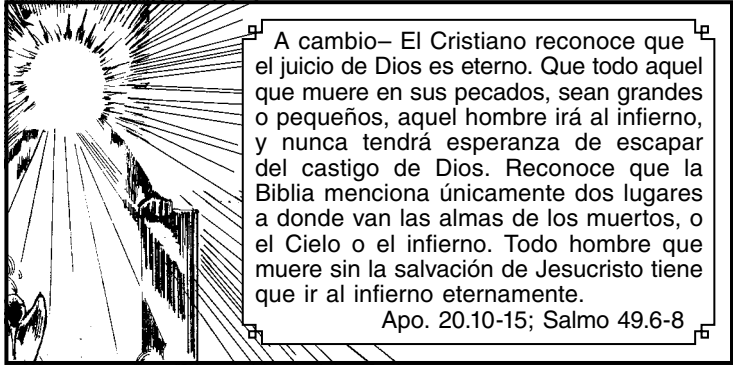 A cambio– El Cristiano reconoce que
el juicio de Dios es eterno. Que todo aquel
que muere en sus pecados, sean grandes
o pequeños, aquel hombre irá al infierno,
y nunca tendrá esperanza de escapar
del castigo de Dios. Reconoce que la
Biblia menciona únicamente dos lugares
a donde van las almas de los muertos, o
el Cielo o el infierno. Todo hombre que
muere sin la salvación de Jesucristo tiene
que ir al infierno eternamente.
Apo. 20.10-15; Salmo 49.6-8